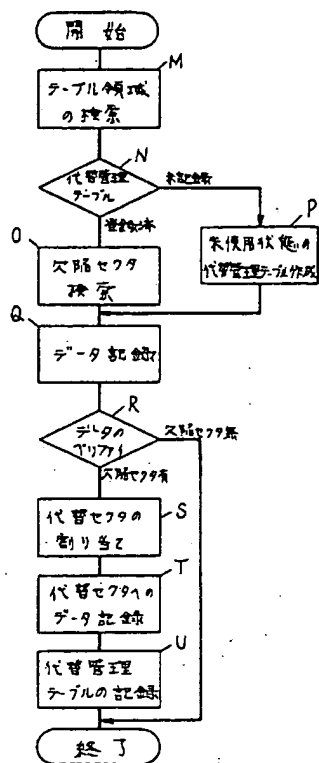 開始
M
テーブル領域
の検索
N
代替管理
テーブル
未記録
P
未使用状態の
代替管理テーブル作成
O
欠陥セクタ
検索
Q
データ記録
R
データの
ベリファイ
欠陥セクタ無
欠陥セクタ有
代替セクタの
割り当て
S
代替セクタへの
データ記録
T
代替管理
テーブルの記録
U
終了